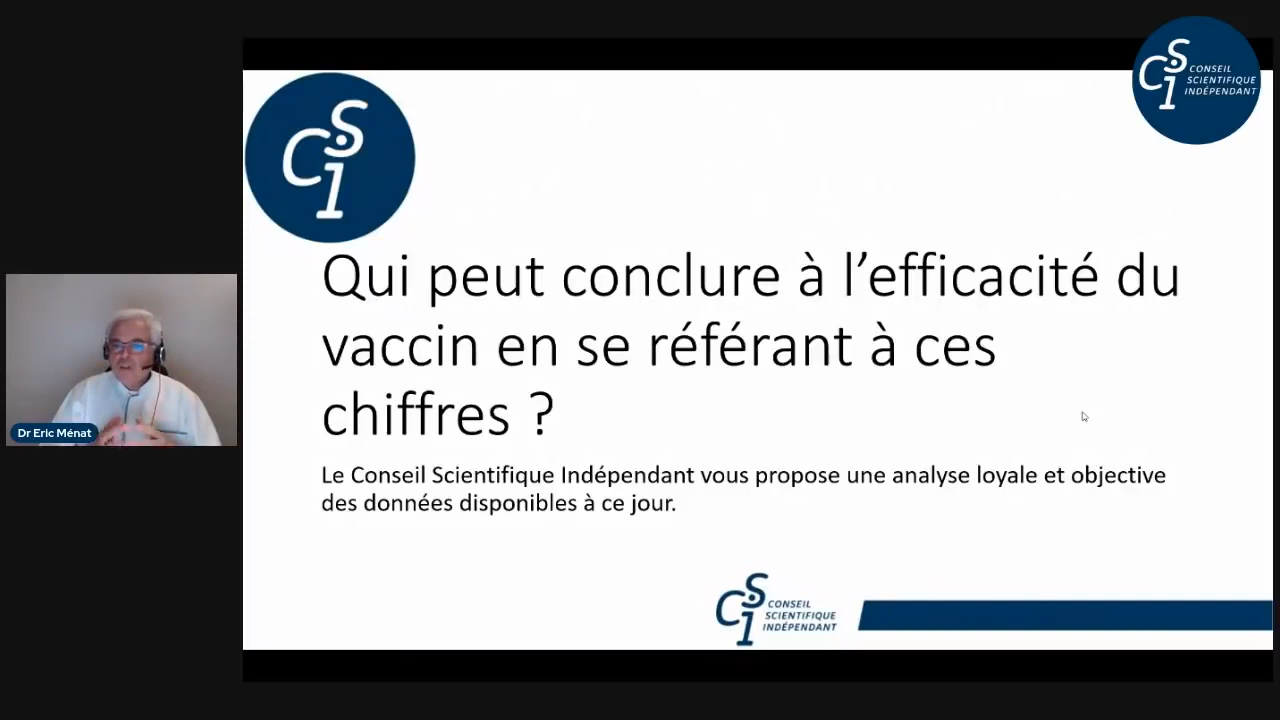 CSI
CONSEIL
SCIENTIFIQUE
INDÉPENDANT
CSI
Qui peut conclure à l'efficacité du
vaccin en se référant à ces
chiffres ?
Dr Eric Ménat
Le Conseil Scientifique Indépendant vous propose une analyse loyale et objective
des données disponibles à ce jour.
CSI
CONSEIL
SCIENTIFIQUE
INDÉPENDANT